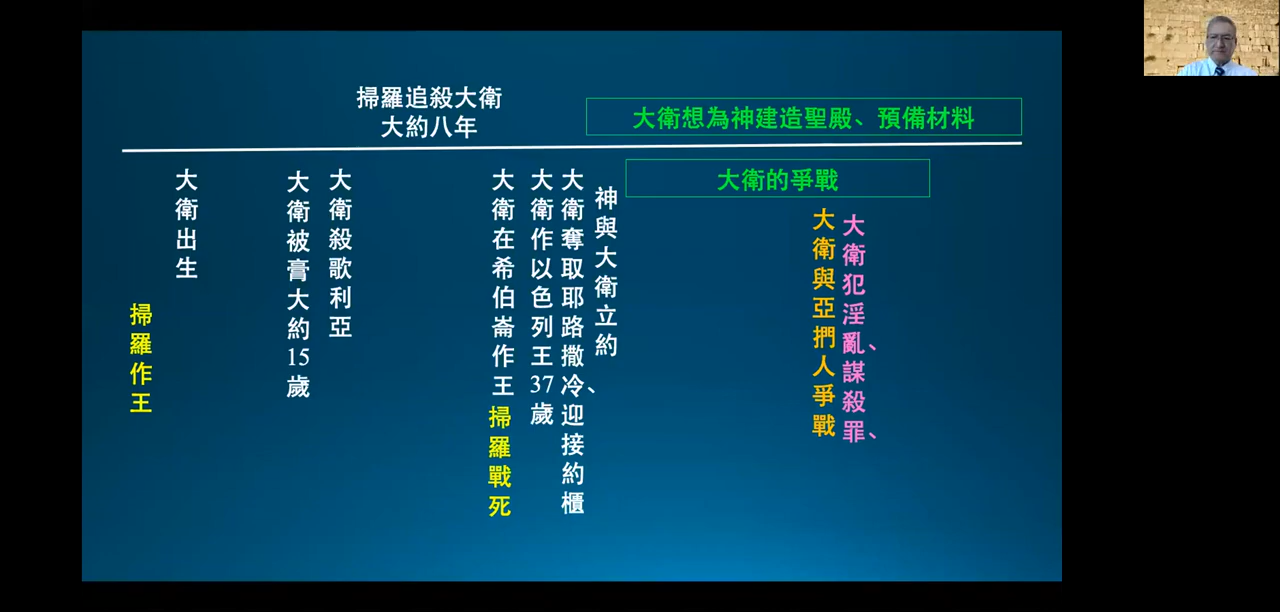 掃羅追殺大衛
大約八年
大衛想為神建造聖殿、預備材料
大衛的爭戰
掃羅作王
大衛出生
大衛被膏大約15歲
大衛殺歌利亞
大衛在希伯崙作王
掃羅戰死
大衛作以色列王37歲
大衛奪取耶路撒冷、迎接約櫃
神與大衛立約
大衛與亞捫人爭戰
大衛犯淫亂、謀殺罪、